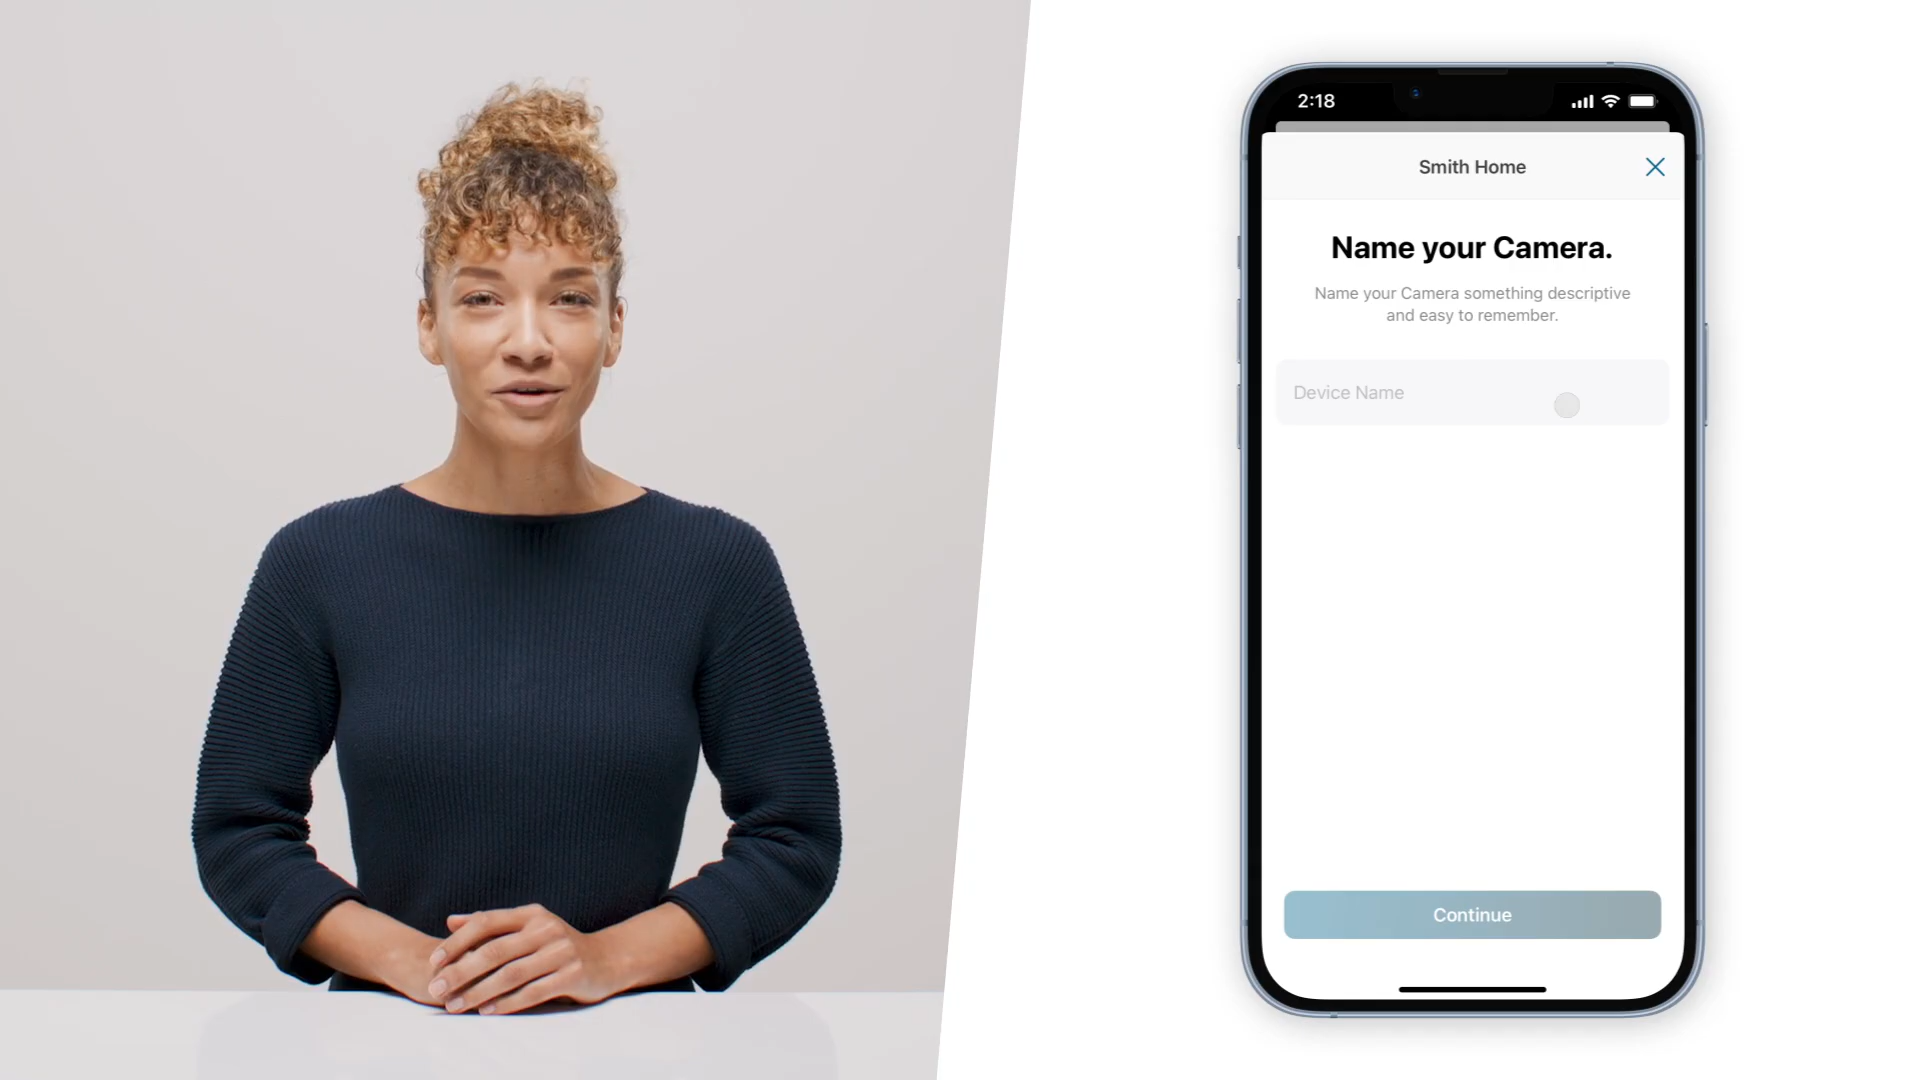 2:18
Smith Home
Name your Camera.
Name your Camera something descriptive
and easy to remember.
Device Name
Continue